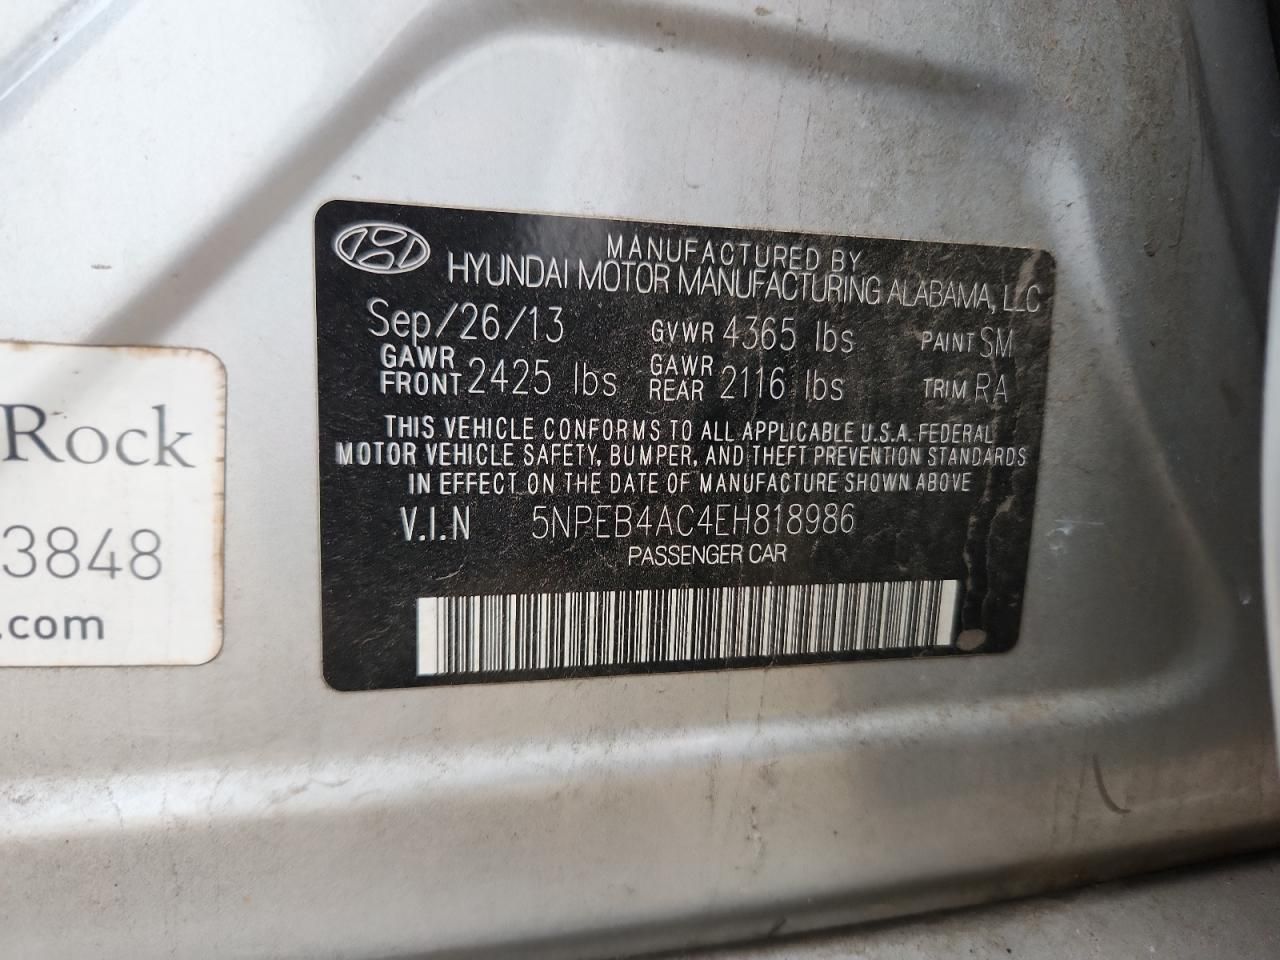 MANUFACTURED BY
HYUNDAI MOTOR MANUFACTURING ALABAMA, LLC
Sep/26/13 GVWR 4365 lbs PAINT SM
GAWR FRONT 2425 lbs GAWR REAR 2116 lbs TRIM RA
THIS VEHICLE CONFORMS TO ALL APPLICABLE U.S.A. FEDERAL
MOTOR VEHICLE SAFETY, BUMPER, AND THEFT PREVENTION STANDARDS
IN EFFECT ON THE DATE OF MANUFACTURE SHOWN ABOVE
V.I.N 5NPEB4AC4EH818986
PASSENGER CAR
Rock
3848
.com